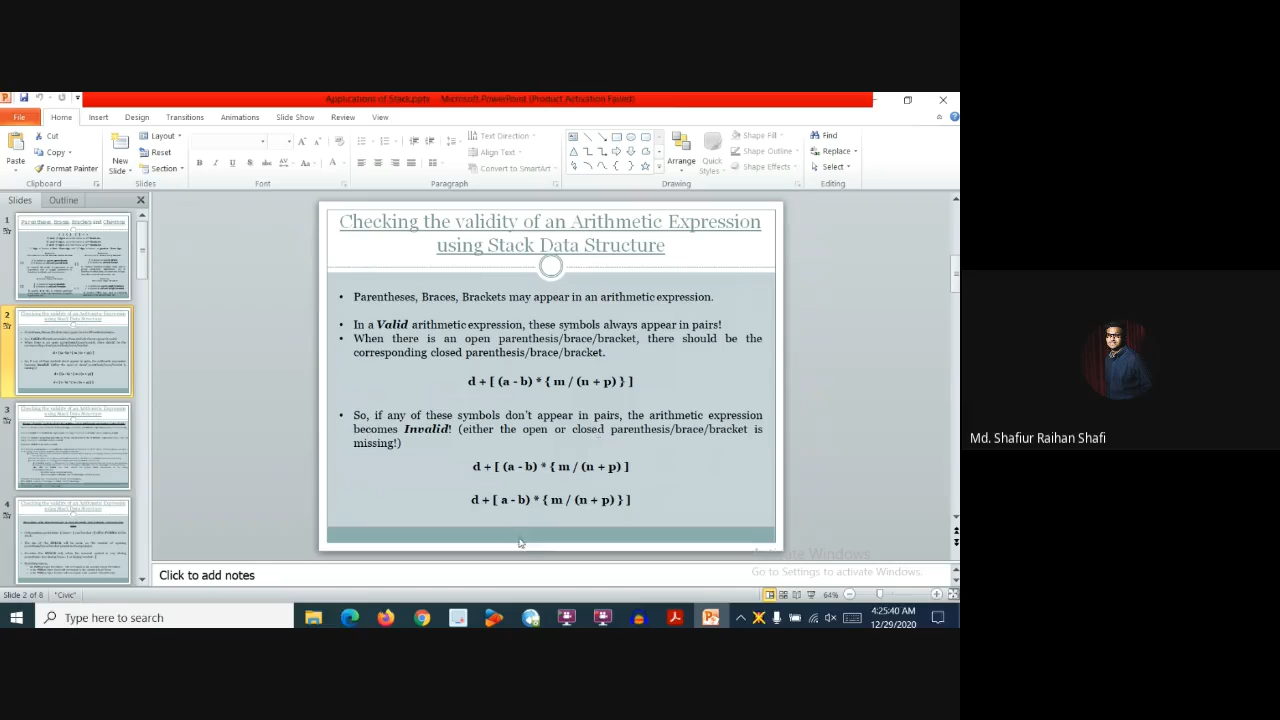 Applications of Stack.pptx - Microsoft PowerPoint (Product Activation Failed)
File Home Insert Design Transitions Animations Slide Show Review View
Paste
Cut
Copy
Format Painter
Clipboard
New
Slide
Layout
Reset
Section
Slides
Font
Text Direction
Align Text
Convert to SmartArt
Paragraph
Arrange
Quick
Styles
Shape Fill
Shape Outline
Shape Effects
Drawing
Find
Replace
Select
Editing
Slides Outline
1
2
3
4
Checking the validity of an Arithmetic Expression
using Stack Data Structure
• Parentheses, Braces, Brackets may appear in an arithmetic expression.
• In a Valid arithmetic expression, these symbols always appear in pairs!
• When there is an open parenthesis/brace/bracket, there should be the
corresponding closed parenthesis/brace/bracket.
d + [ (a - b) * { m / (n + p) } ]
• So, if any of these symbols don't appear in pairs, the arithmetic expression
becomes Invalid! (either the open or closed parenthesis/brace/bracket is
missing!)
d + [ (a - b) * { m / (n + p) ]
d + [ a - b) * { m / (n + p) } ]
Activate Windows
Go to Settings to activate Windows.
Click to add notes
Slide 2 of 8 "Civic" 64%
Type here to search
4:25:40 AM
12/29/2020
Md. Shafiur Raihan Shafi